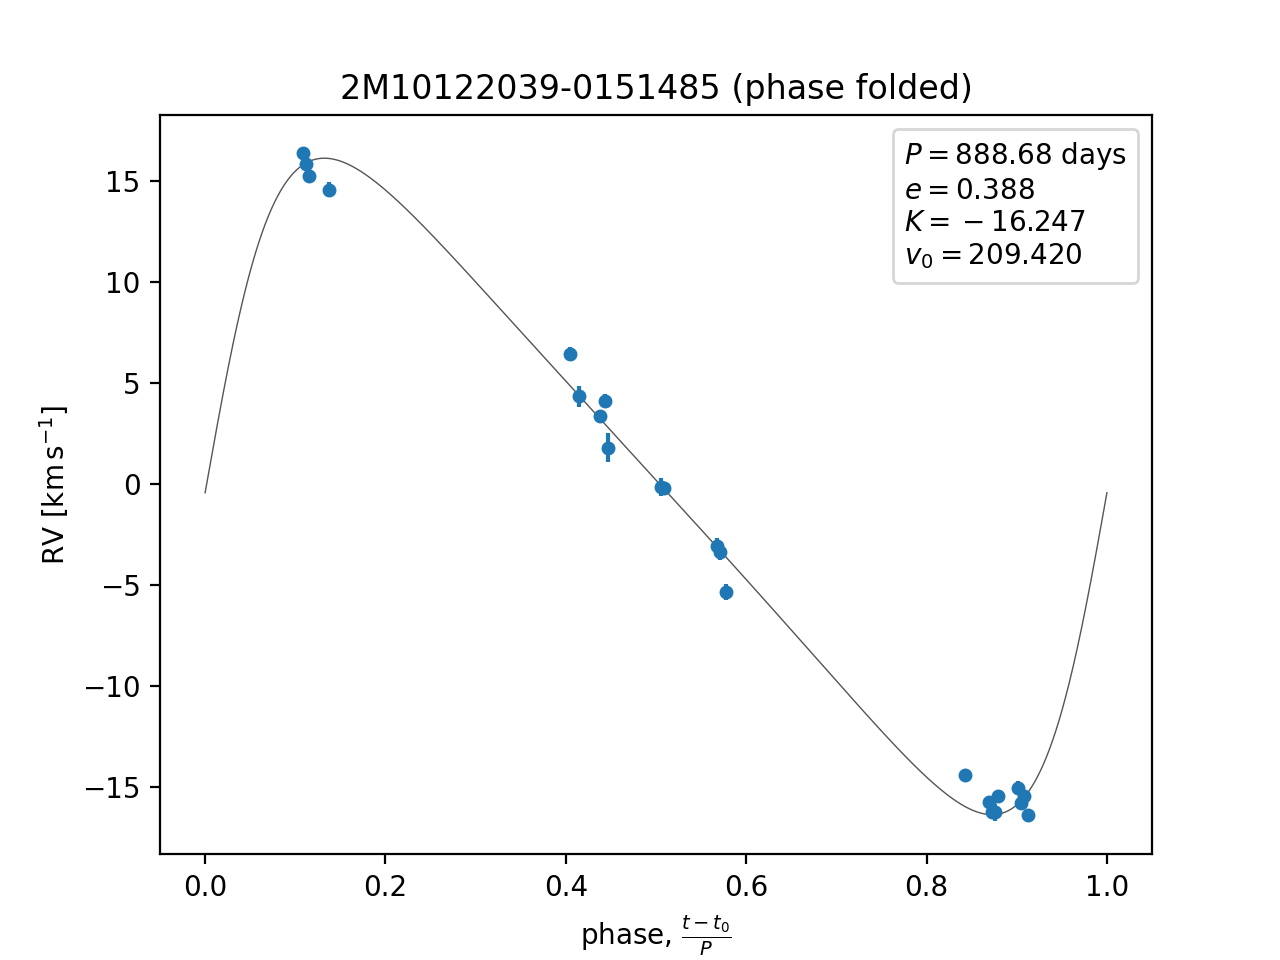 2M10122039-0151485 (phase folded)
P = 888.68 days
e = 0.388
K = −16.247
v₀ = 209.420
RV [km s⁻¹]
15
10
5
0
−5
−10
−15
0.0 0.2 0.4 0.6 0.8 1.0
phase, (t − t₀)/P